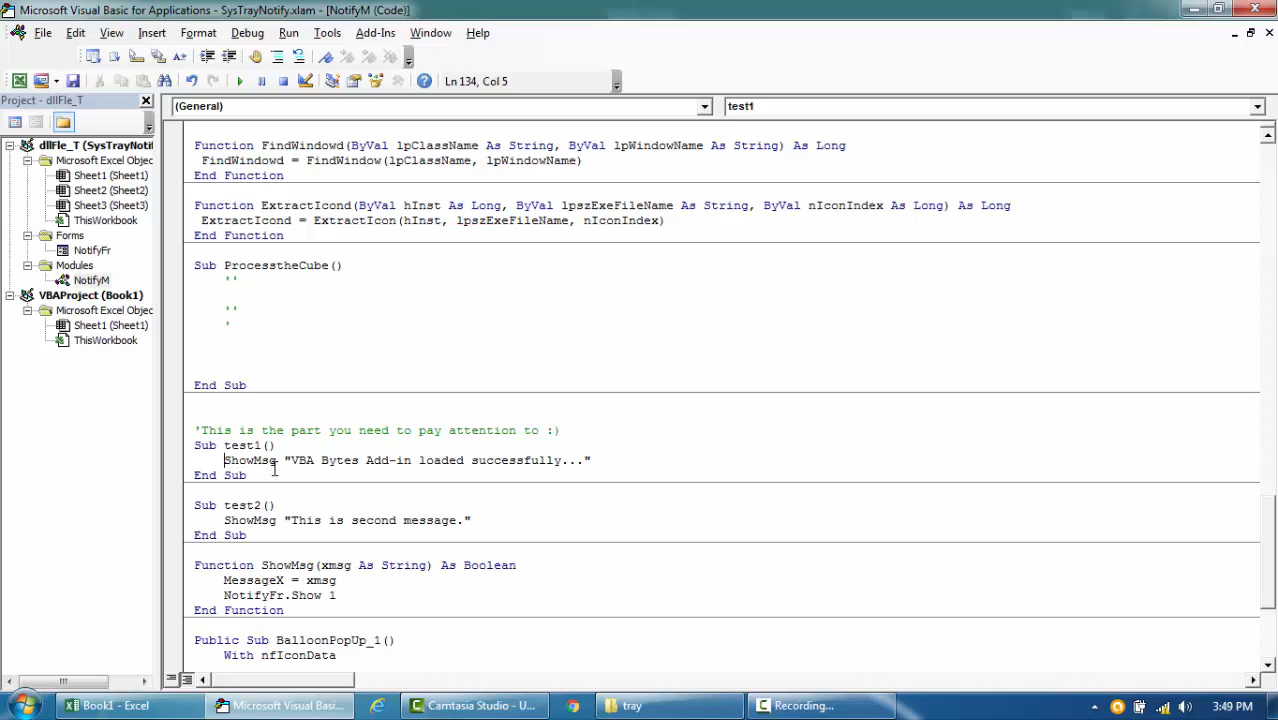 Microsoft Visual Basic for Applications - SysTrayNotify.xlam - [NotifyM (Code)]
File Edit View Insert Format Debug Run Tools Add-Ins Window Help
Ln 134, Col 5
Project - dllFle_T
(General) test1
dllFle_T (SysTrayNotif
Microsoft Excel Objec
Sheet1 (Sheet1)
Sheet2 (Sheet2)
Sheet3 (Sheet3)
ThisWorkbook
Forms
NotifyFr
Modules
NotifyM
VBAProject (Book1)
Microsoft Excel Objec
Sheet1 (Sheet1)
ThisWorkbook
Function FindWindowd(ByVal lpClassName As String, ByVal lpWindowName As String) As Long
FindWindowd = FindWindow(lpClassName, lpWindowName)
End Function
Function ExtractIcond(ByVal hInst As Long, ByVal lpszExeFileName As String, ByVal nIconIndex As Long) As Long
ExtractIcond = ExtractIcon(hInst, lpszExeFileName, nIconIndex)
End Function
Sub ProcesstheCube()
''
''
'
End Sub
'This is the part you need to pay attention to :)
Sub test1()
ShowMsg "VBA Bytes Add-in loaded successfully..."
End Sub
Sub test2()
ShowMsg "This is second message."
End Sub
Function ShowMsg(xmsg As String) As Boolean
MessageX = xmsg
NotifyFr.Show 1
End Function
Public Sub BalloonPopUp_1()
With nfIconData
Book1 - Excel Microsoft Visual Basi... Camtasia Studio - U... tray Recording... 3:49 PM